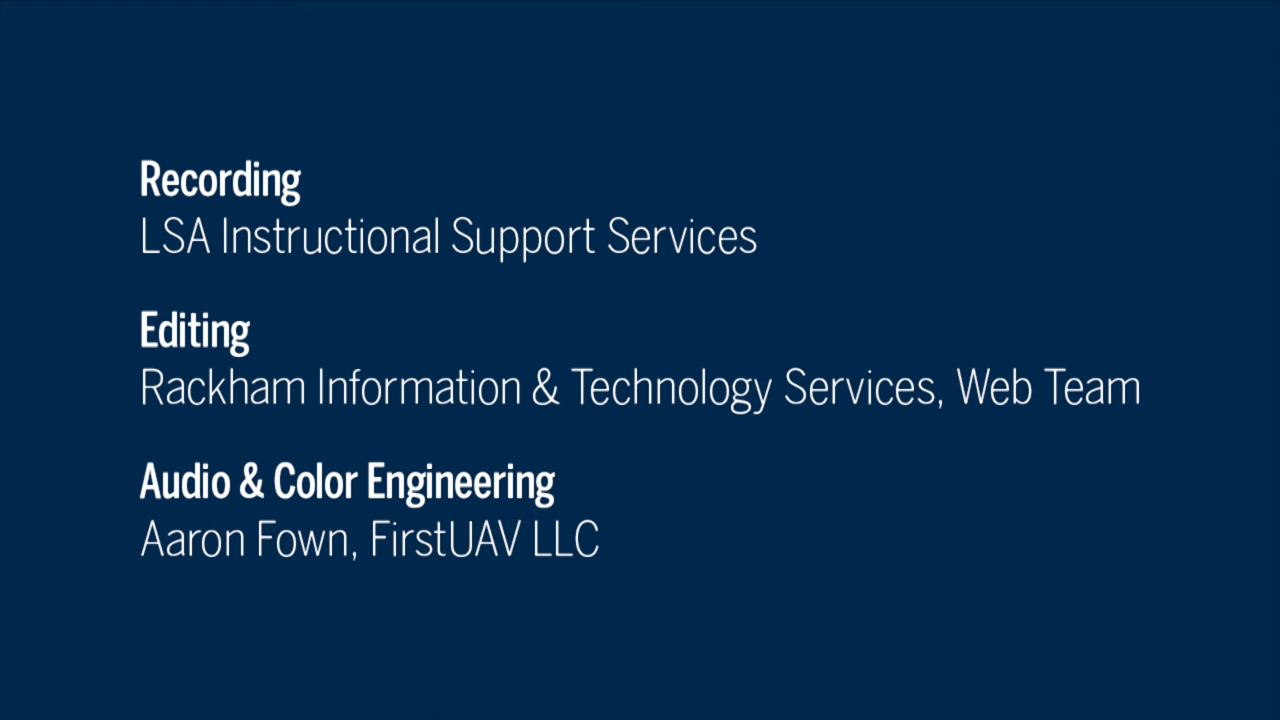 Recording
LSA Instructional Support Services
Editing
Rackham Information & Technology Services, Web Team
Audio & Color Engineering
Aaron Fown, FirstUAV LLC